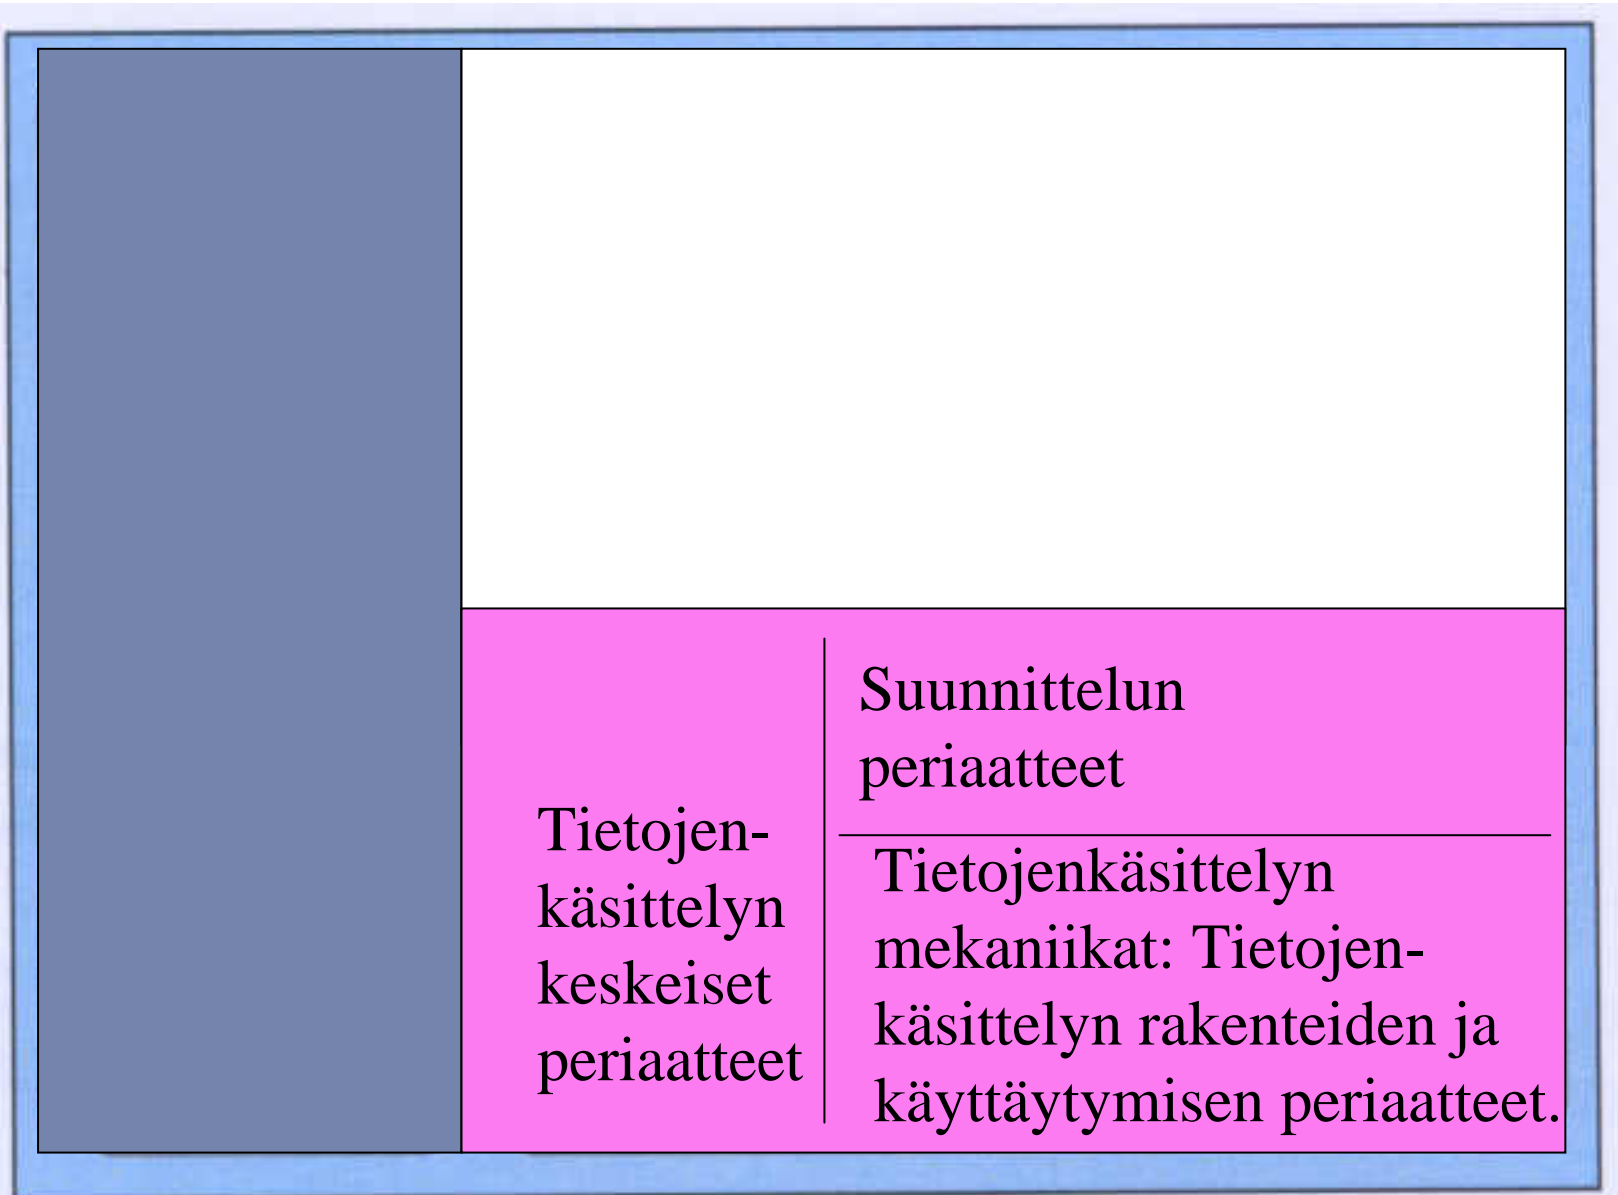 Tietojen-
käsittelyn
keskeiset
periaatteet
Suunnittelun
periaatteet
Tietojenkäsittelyn
mekaniikat: Tietojen-
käsittelyn rakenteiden ja
käyttäytymisen periaatteet.